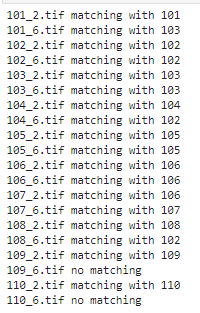 101_2.tif matching with 101
101_6.tif matching with 103
102_2.tif matching with 102
102_6.tif matching with 102
103_2.tif matching with 103
103_6.tif matching with 103
104_2.tif matching with 104
104_6.tif matching with 102
105_2.tif matching with 105
105_6.tif matching with 105
106_2.tif matching with 106
106_6.tif matching with 106
107_2.tif matching with 106
107_6.tif matching with 107
108_2.tif matching with 108
108_6.tif matching with 102
109_2.tif matching with 109
109_6.tif no matching
110_2.tif matching with 110
110_6.tif no matching